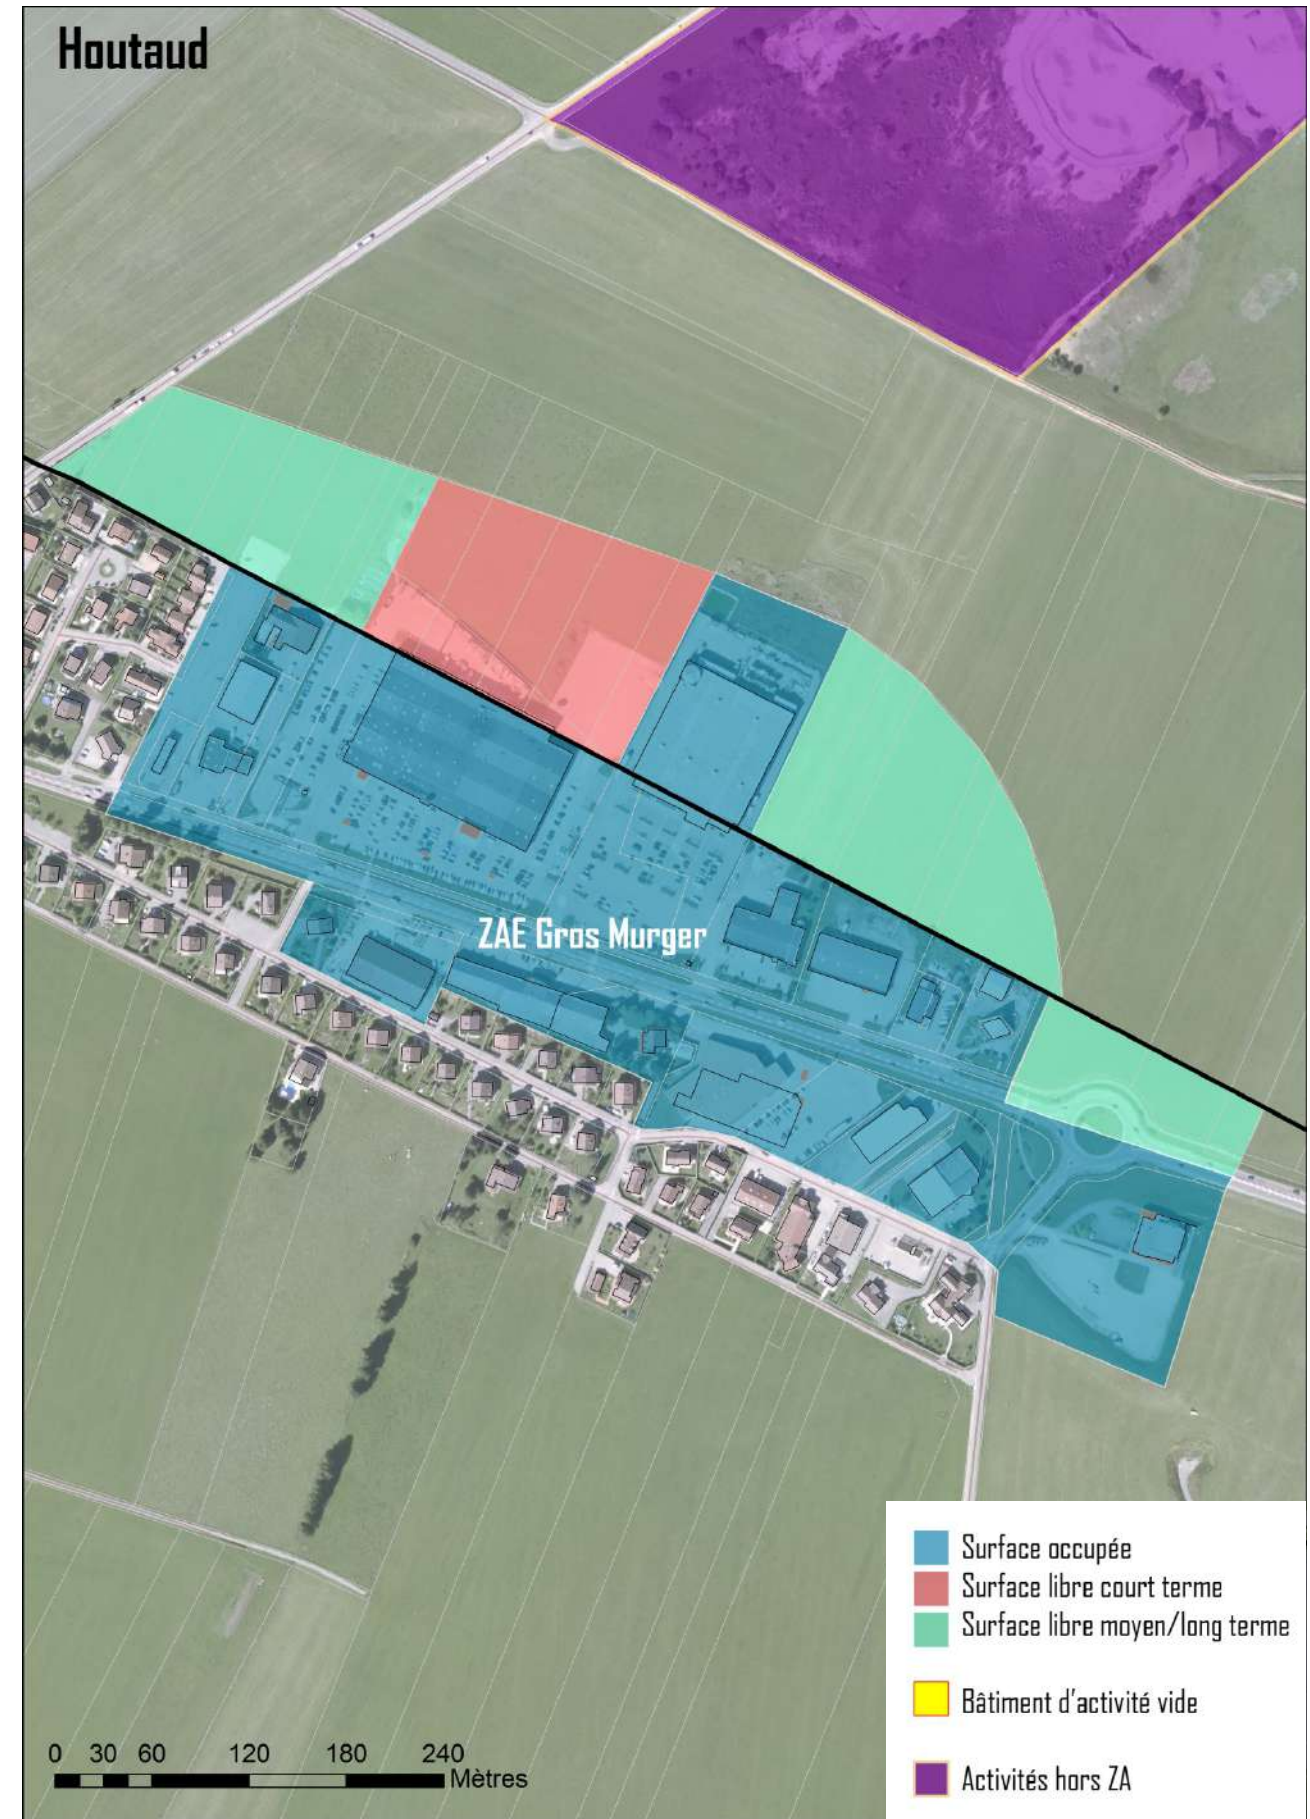 Houtaud
ZAE Gros Murger
Surface occupée
Surface libre court terme
Surface libre moyen/long terme
Bâtiment d'activité vide
Activités hors ZA
0 30 60 120 180 240
Mètres